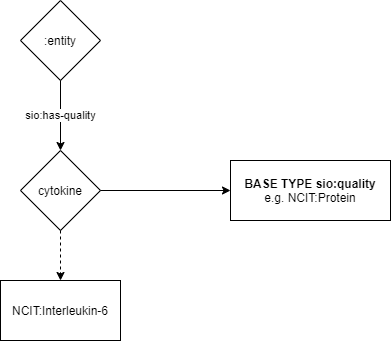 :entity
sio:has-quality
cytokine
BASE TYPE sio:quality
e.g. NCIT:Protein
NCIT:Interleukin-6